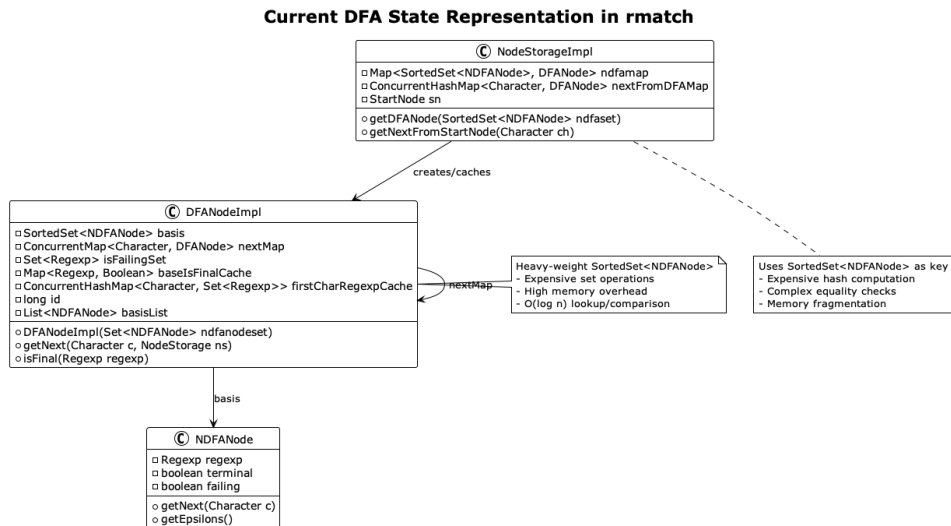 Current DFA State Representation in rmatch
C NodeStorageImpl
Map<SortedSet<NDFANode>, DFANode> ndfamap
ConcurrentHashMap<Character, DFANode> nextFromDFAMap
StartNode sn
getDFANode(SortedSet<NDFANode> ndfaset)
getNextFromStartNode(Character ch)
creates/caches
C DFANodeImpl
SortedSet<NDFANode> basis
ConcurrentMap<Character, DFANode> nextMap
Set<Regexp> isFailingSet
Map<Regexp, Boolean> baseIsFinalCache
ConcurrentHashMap<Character, Set<Regexp>> firstCharRegexpCache
long id
List<NDFANode> basisList
DFANodeImpl(Set<NDFANode> ndfanodeset)
getNext(Character c, NodeStorage ns)
isFinal(Regexp regexp)
nextMap
Heavy-weight SortedSet<NDFANode>
- Expensive set operations
- High memory overhead
- O(log n) lookup/comparison
Uses SortedSet<NDFANode> as key
- Expensive hash computation
- Complex equality checks
- Memory fragmentation
basis
C NDFANode
Regexp regexp
boolean terminal
boolean failing
getNext(Character c)
getEpsilons()